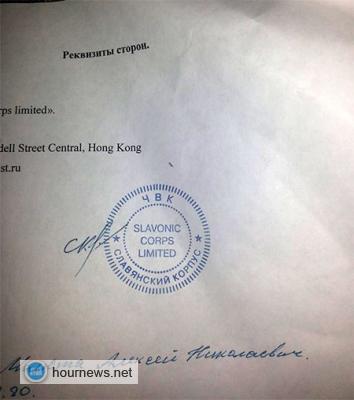 Реквизиты сторон.
rps limited».
dell Street Central, Hong Kong
st.ru
ЧВК
SLAVONIC
CORPS
LIMITED
СЛАВЯНСКИЙ КОРПУС
Алексей Николаевич.
hournews.net
80.